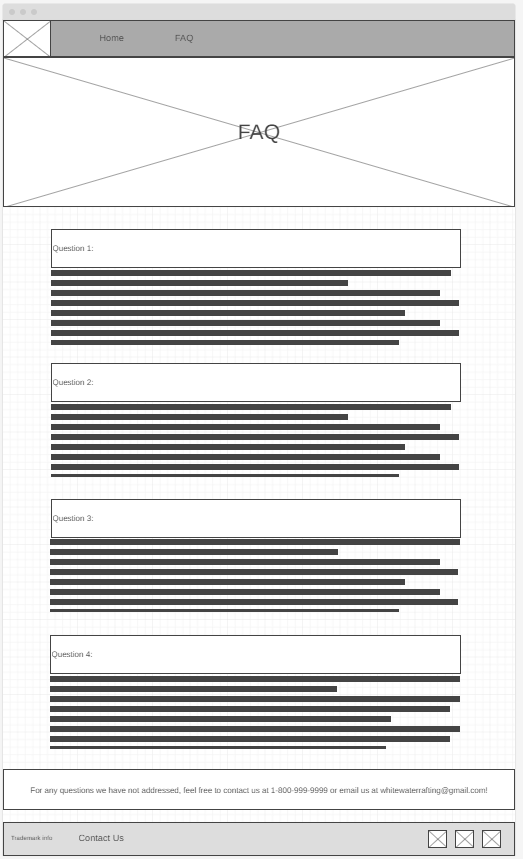 Home FAQ
FAQ
Question 1:
Question 2:
Question 3:
Question 4:
For any questions we have not addressed, feel free to contact us at 1-800-999-9999 or email us at whitewaterrafting@gmail.com!
Trademark info Contact Us